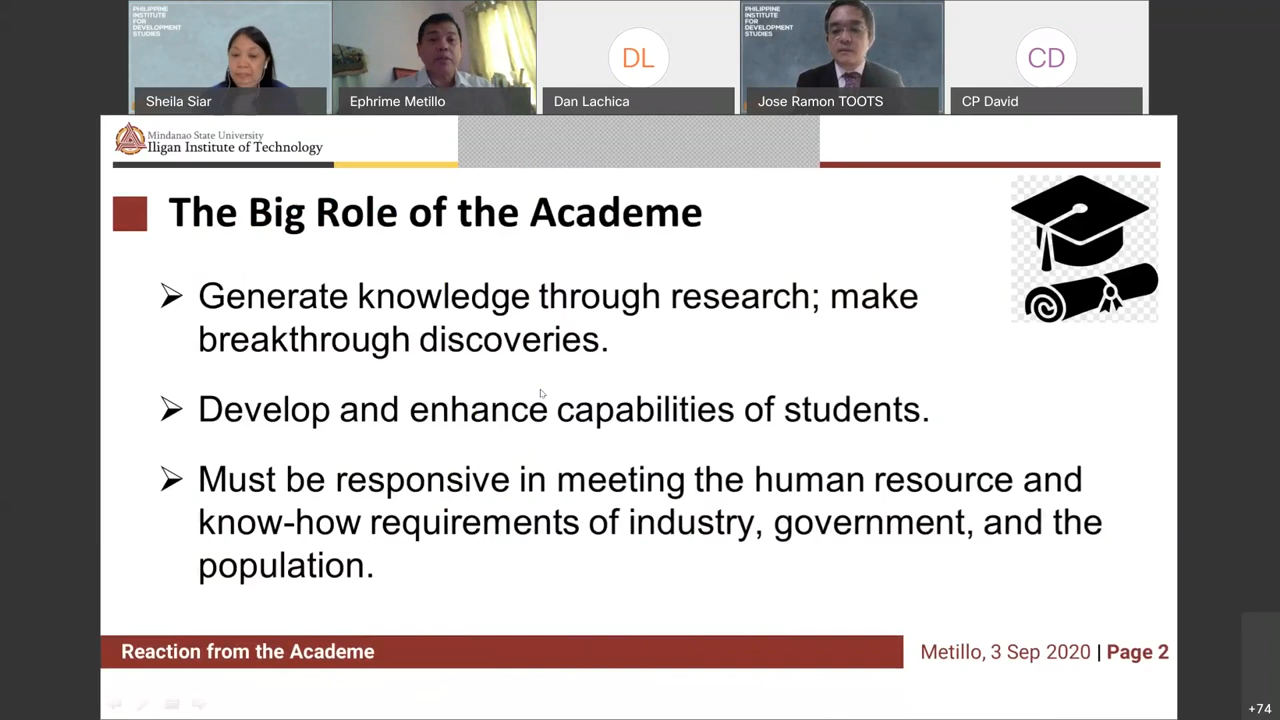 PHILIPPINE
INSTITUTE
FOR
DEVELOPMENT
STUDIES
PHILIPPINE
INSTITUTE
FOR
DEVELOPMENT
STUDIES
DL
CD
Sheila Siar
Ephrime Metillo
Dan Lachica
Jose Ramon TOOTS
CP David
Mindanao State University
Iligan Institute of Technology
The Big Role of the Academe
Generate knowledge through research; make
breakthrough discoveries.
Develop and enhance capabilities of students.
Must be responsive in meeting the human resource and
know-how requirements of industry, government, and the
population.
Reaction from the Academe
Metillo, 3 Sep 2020 | Page 2
+74